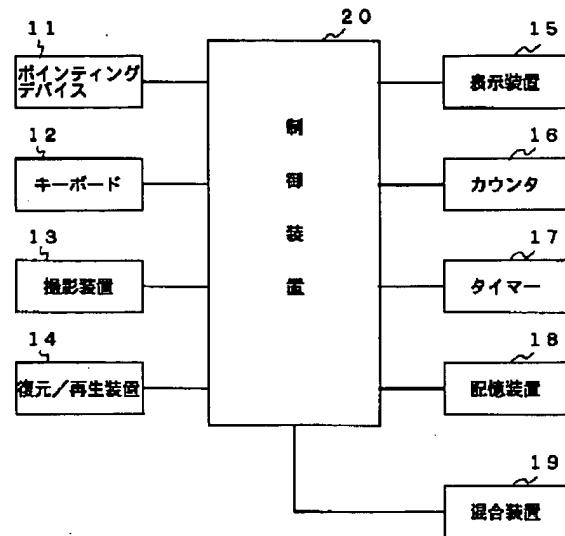 20
11
ポインティング
デバイス
12
キーボード
13
撮影装置
14
復元／再生装置
制
御
装
置
15
表示装置
16
カウンタ
17
タイマー
18
記憶装置
19
混合装置